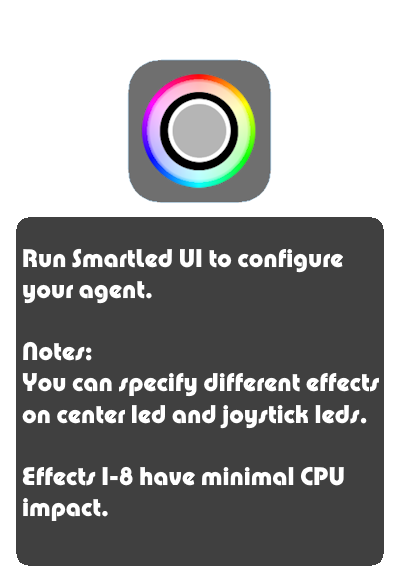 Run SmartLed UI to configure
your agent.
Notes:
You can specify different effects
on center led and joystick leds.
Effects 1-8 have minimal CPU
impact.